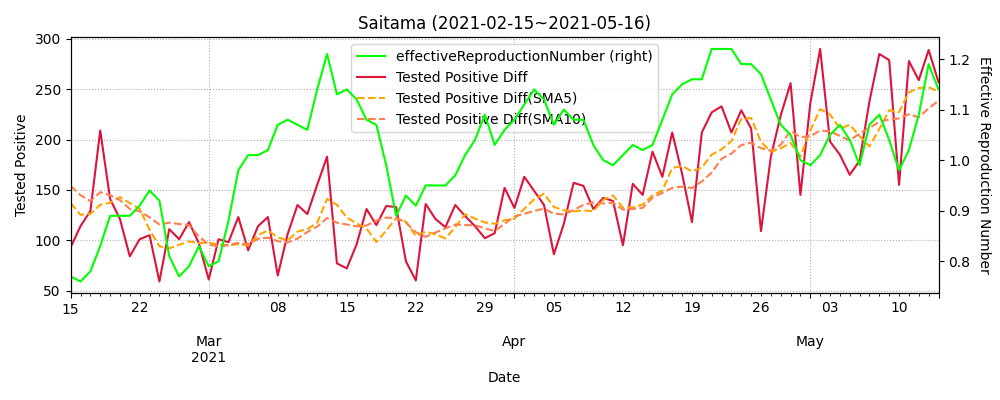 Saitama (2021-02-15~2021-05-16)
effectiveReproductionNumber (right)
Tested Positive Diff
Tested Positive Diff(SMA5)
Tested Positive Diff(SMA10)
Tested Positive
300
250
200
150
100
50
1.2
1.1
1.0
0.9
0.8
Effective Reproduction Number
15 22 08 15 22 29 05 12 19 26 03 10
Mar Apr May
2021
Date